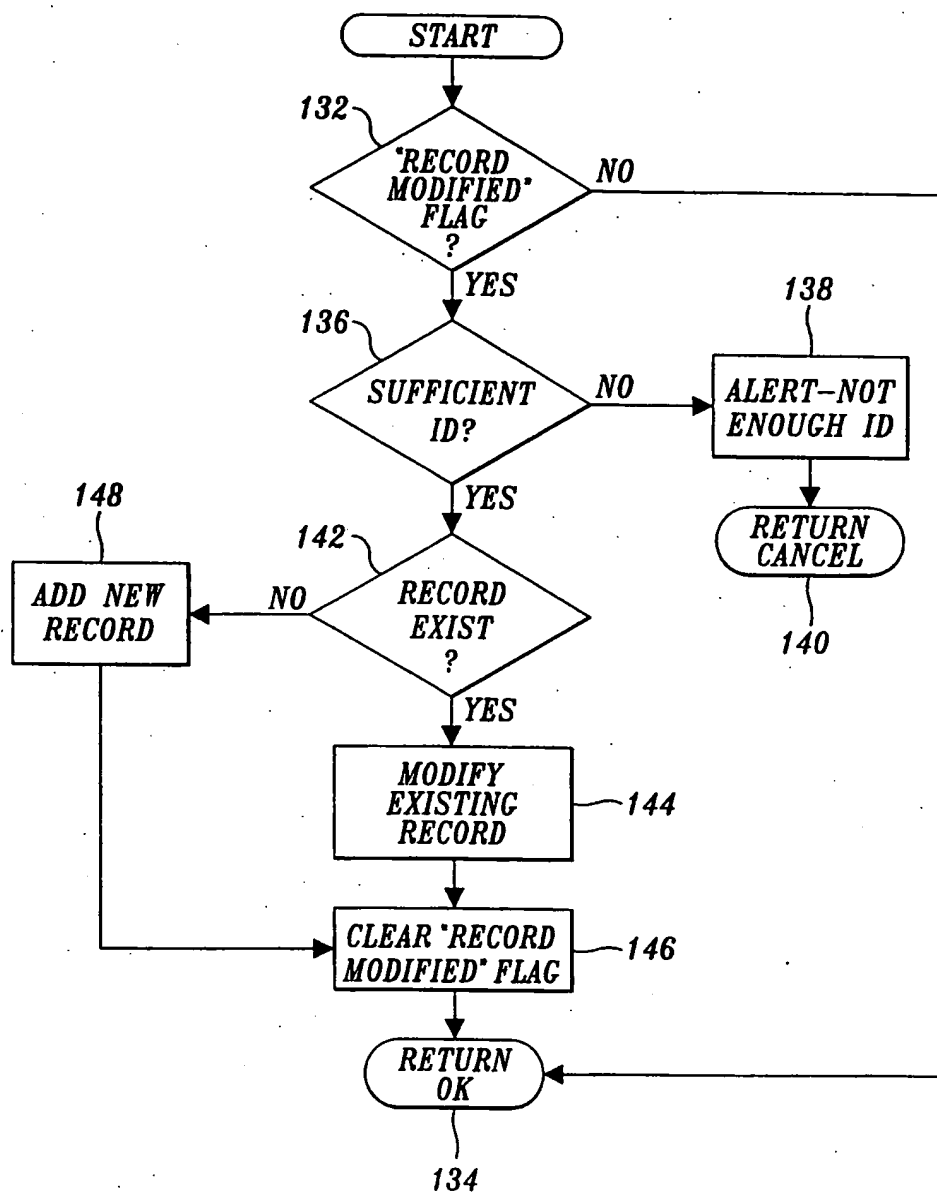 START
132
"RECORD
MODIFIED"
FLAG
?
NO
YES
136
SUFFICIENT
ID?
NO
138
ALERT-NOT
ENOUGH ID
YES
RETURN
CANCEL
140
148
ADD NEW
RECORD
142
NO
RECORD
EXIST
?
YES
MODIFY
EXISTING
RECORD
144
CLEAR "RECORD
MODIFIED" FLAG
146
RETURN
OK
134